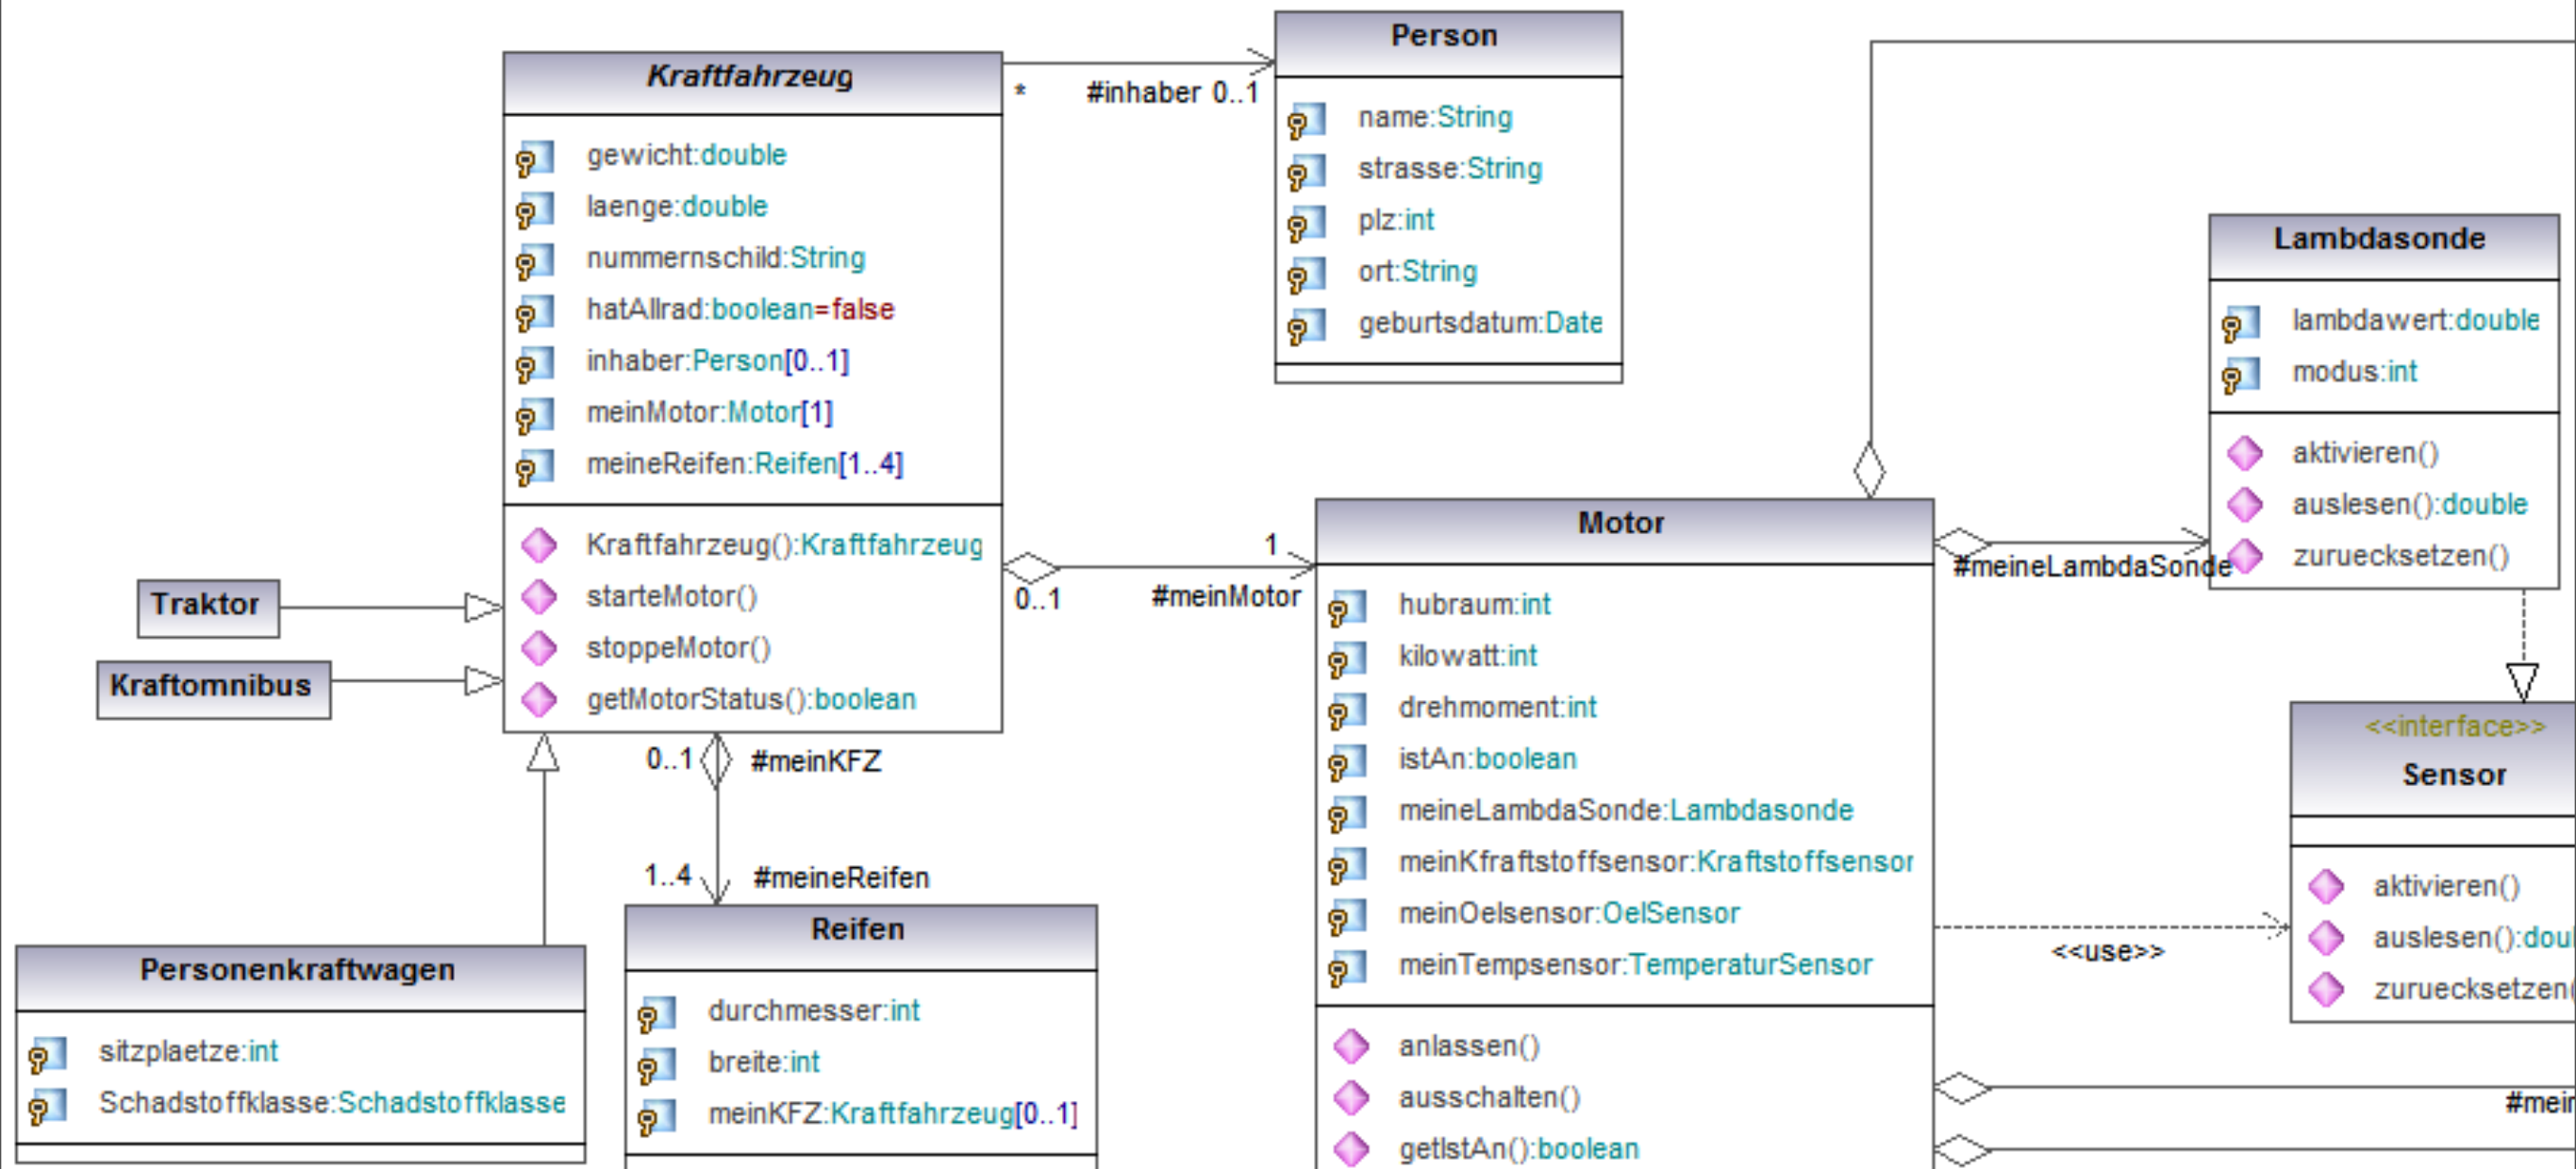 Kraftfahrzeug
gewicht:double
laenge:double
nummernschild:String
hatAllrad:boolean=false
inhaber:Person[0..1]
meinMotor:Motor[1]
meineReifen:Reifen[1..4]
Kraftfahrzeug():Kraftfahrzeug
starteMotor()
stoppeMotor()
getMotorStatus():boolean
*
#inhaber 0..1
Person
name:String
strasse:String
plz:int
ort:String
geburtsdatum:Date
Lambdasonde
lambdawert:double
modus:int
aktivieren()
auslesen():double
zuruecksetzen()
Traktor
Kraftomnibus
1
0..1
#meinMotor
Motor
hubraum:int
kilowatt:int
drehmoment:int
istAn:boolean
meineLambdaSonde:Lambdasonde
meinKfraftstoffsensor:Kraftstoffsensor
meinOelsensor:OelSensor
meinTempsensor:TemperaturSensor
anlassen()
ausschalten()
getIstAn():boolean
#meineLambdaSonde
<<interface>>
Sensor
aktivieren()
auslesen():doul
zuruecksetzen(
<<use>>
#mein
0..1
#meinKFZ
1..4
#meineReifen
Personenkraftwagen
sitzplaetze:int
Schadstoffklasse:Schadstoffklasse
Reifen
durchmesser:int
breite:int
meinKFZ:Kraftfahrzeug[0..1]